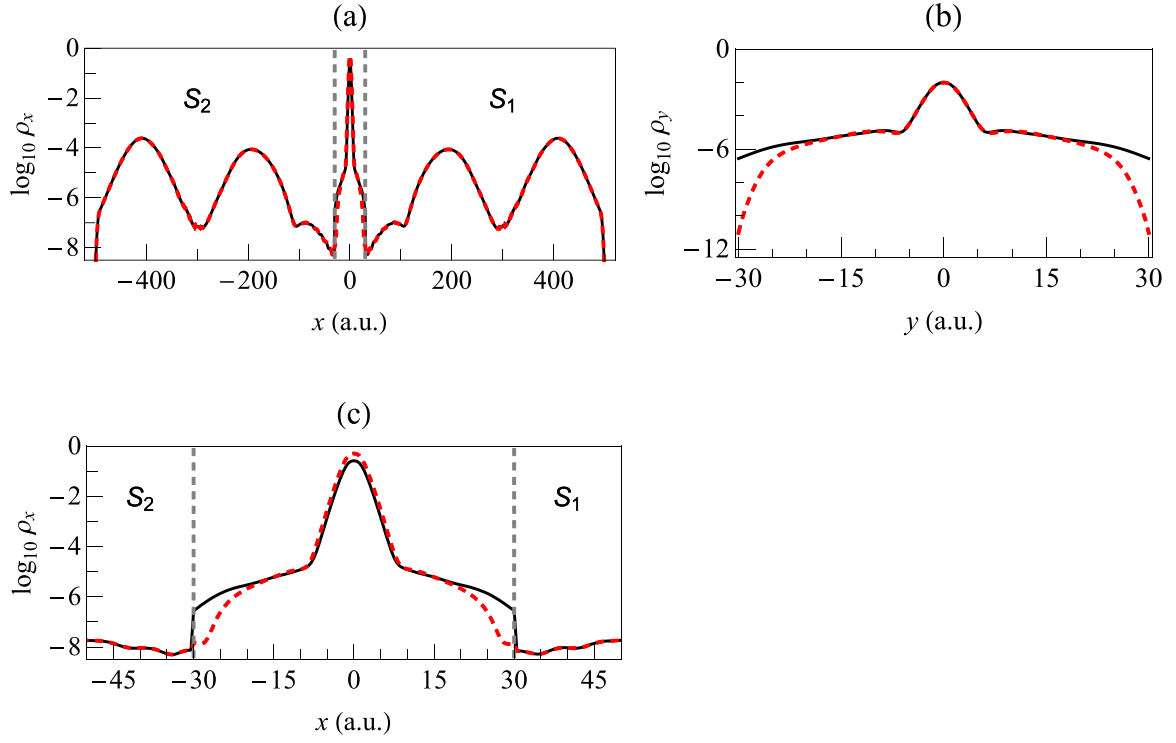 (a)
0
−2
−4
−6
−8
log₁₀ ρₓ
S₂
S₁
−400
−200
0
200
400
x (a.u.)
(b)
0
−6
−12
log₁₀ ρᵧ
−30
−15
0
15
30
y (a.u.)
(c)
0
−2
−4
−6
−8
log₁₀ ρₓ
S₂
S₁
−45
−30
−15
0
15
30
45
x (a.u.)